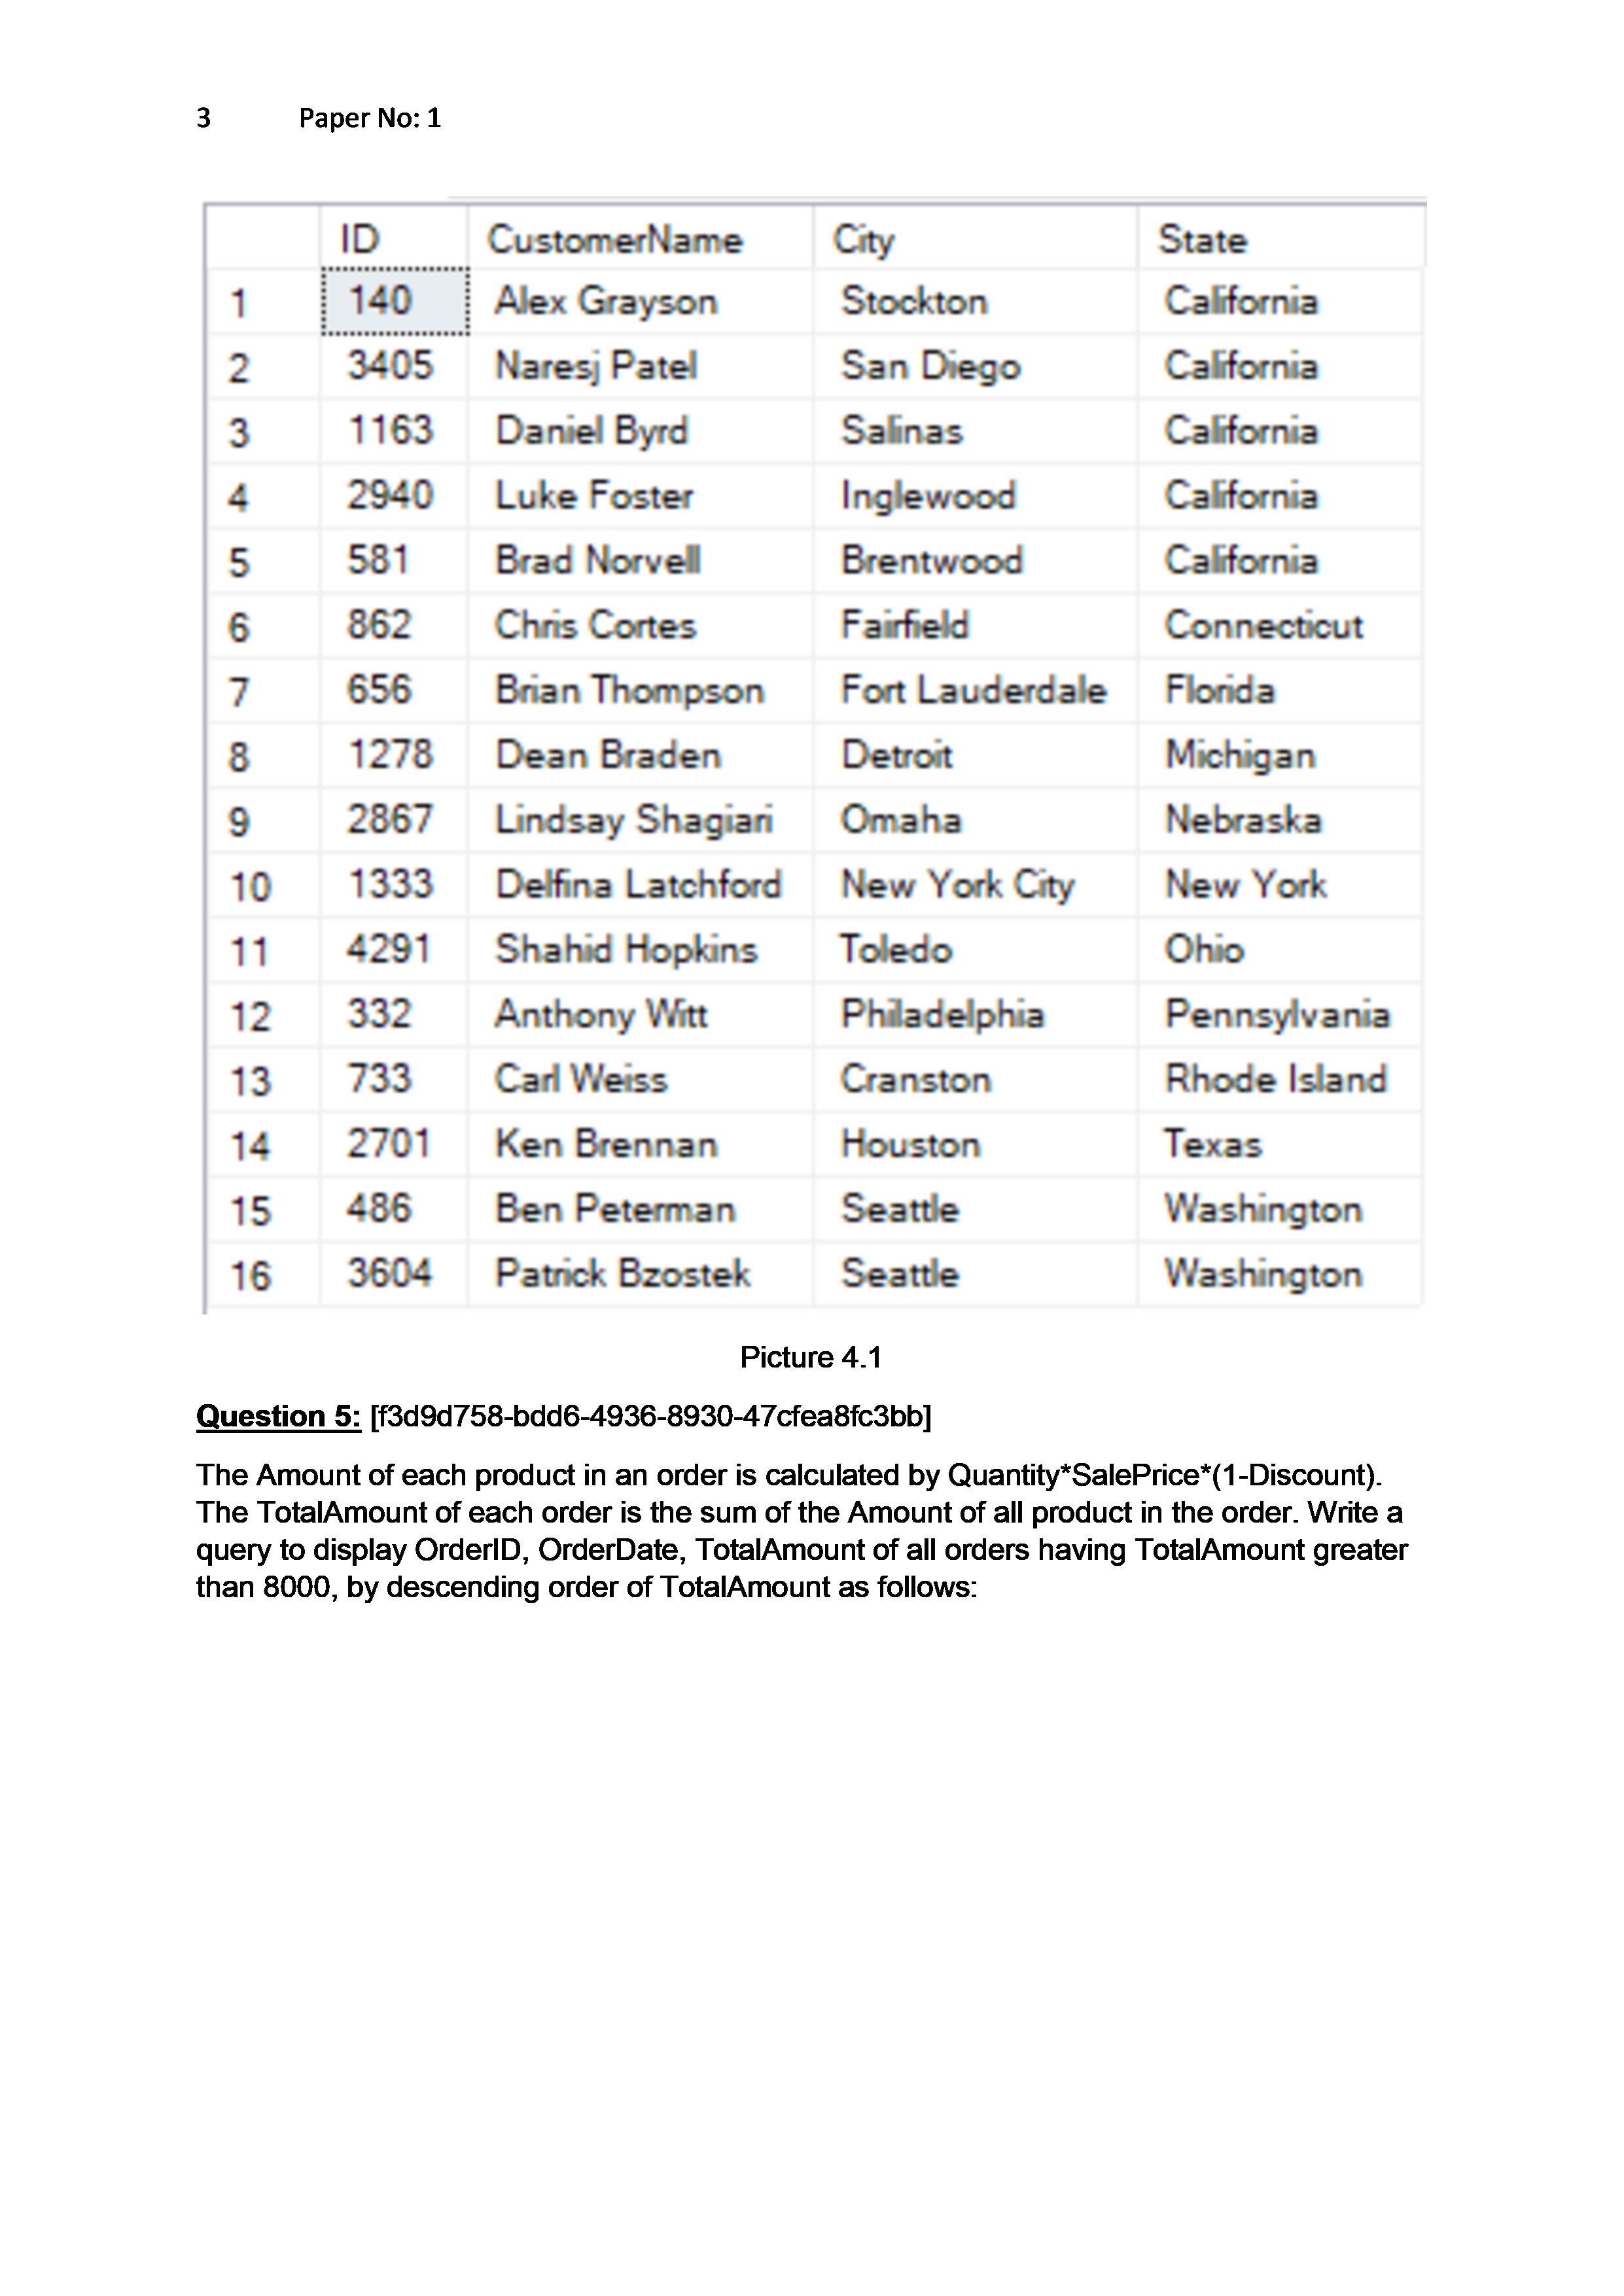 3 Paper No: 1
ID CustomerName City State
1 140 Alex Grayson Stockton California
2 3405 Naresj Patel San Diego California
3 1163 Daniel Byrd Salinas California
4 2940 Luke Foster Inglewood California
5 581 Brad Norvell Brentwood California
6 862 Chris Cortes Fairfield Connecticut
7 656 Brian Thompson Fort Lauderdale Florida
8 1278 Dean Braden Detroit Michigan
9 2867 Lindsay Shagiari Omaha Nebraska
10 1333 Delfina Latchford New York City New York
11 4291 Shahid Hopkins Toledo Ohio
12 332 Anthony Witt Philadelphia Pennsylvania
13 733 Carl Weiss Cranston Rhode Island
14 2701 Ken Brennan Houston Texas
15 486 Ben Peterman Seattle Washington
16 3604 Patrick Bzostek Seattle Washington
Picture 4.1
Question 5: [f3d9d758-bdd6-4936-8930-47cfea8fc3bb]
The Amount of each product in an order is calculated by Quantity*SalePrice*(1-Discount).
The TotalAmount of each order is the sum of the Amount of all product in the order. Write a
query to display OrderID, OrderDate, TotalAmount of all orders having TotalAmount greater
than 8000, by descending order of TotalAmount as follows: